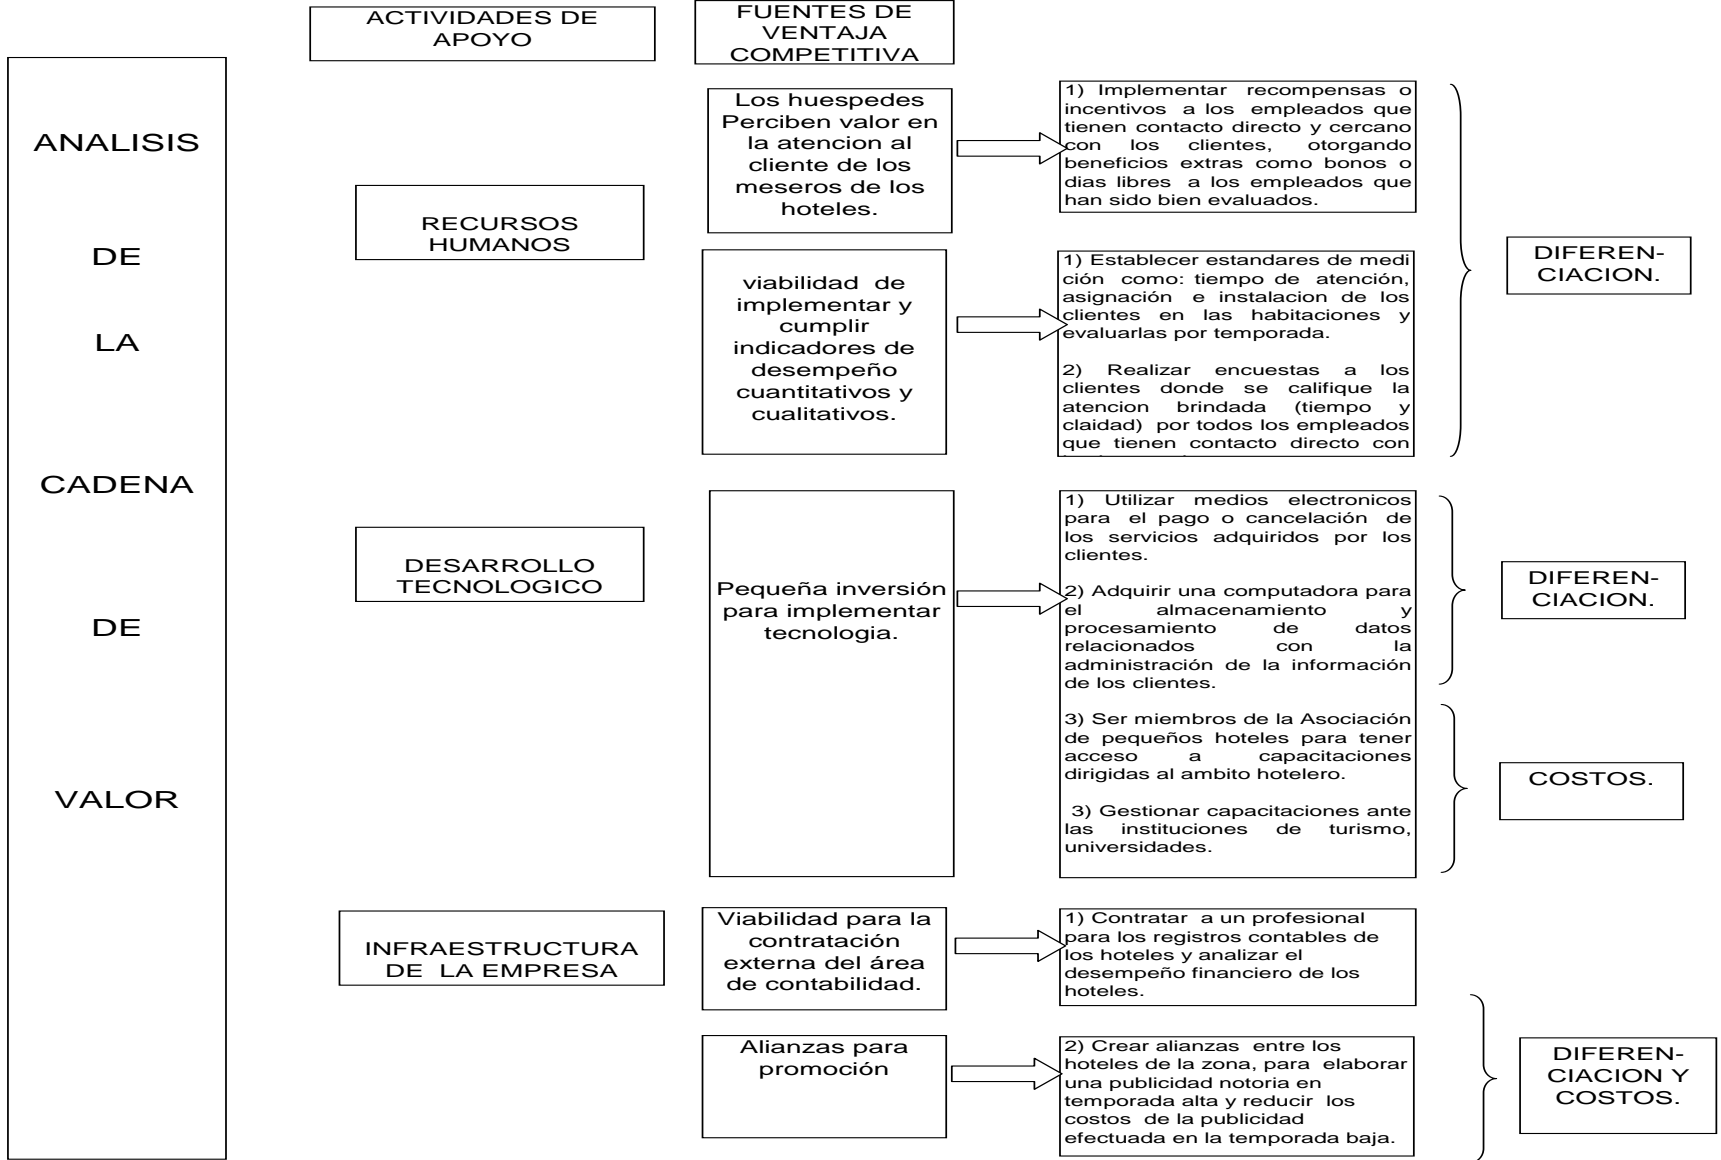 ACTIVIDADES DE
APOYO
FUENTES DE
VENTAJA
COMPETITIVA
ANALISIS
DE
LA
CADENA
DE
VALOR
RECURSOS
HUMANOS
Los huespedes
Perciben valor en
la atencion al
cliente de los
meseros de los
hoteles.
1) Implementar recompensas o
incentivos a los empleados que
tienen contacto directo y cercano
con los clientes, otorgando
beneficios extras como bonos o
dias libres a los empleados que
han sido bien evaluados.
viabilidad de
implementar y
cumplir
indicadores de
desempeño
cuantitativos y
cualitativos.
1) Establecer estandares de medi
ción como: tiempo de atención,
asignación e instalacion de los
clientes en las habitaciones y
evaluarlas por temporada.
2) Realizar encuestas a los
clientes donde se califique la
atencion brindada (tiempo y
claidad) por todos los empleados
que tienen contacto directo con
DIFEREN-
CIACION.
DESARROLLO
TECNOLOGICO
Pequeña inversión
para implementar
tecnologia.
1) Utilizar medios electronicos
para el pago o cancelación de
los servicios adquiridos por los
clientes.
2) Adquirir una computadora para
el almacenamiento y
procesamiento de datos
relacionados con la
administración de la información
de los clientes.
3) Ser miembros de la Asociación
de pequeños hoteles para tener
acceso a capacitaciones
dirigidas al ambito hotelero.
3) Gestionar capacitaciones ante
las instituciones de turismo,
universidades.
DIFEREN-
CIACION.
COSTOS.
INFRAESTRUCTURA
DE LA EMPRESA
Viabilidad para la
contratación
externa del área
de contabilidad.
1) Contratar a un profesional
para los registros contables de
los hoteles y analizar el
desempeño financiero de los
hoteles.
Alianzas para
promoción
2) Crear alianzas entre los
hoteles de la zona, para elaborar
una publicidad notoria en
temporada alta y reducir los
costos de la publicidad
efectuada en la temporada baja.
DIFEREN-
CIACION Y
COSTOS.